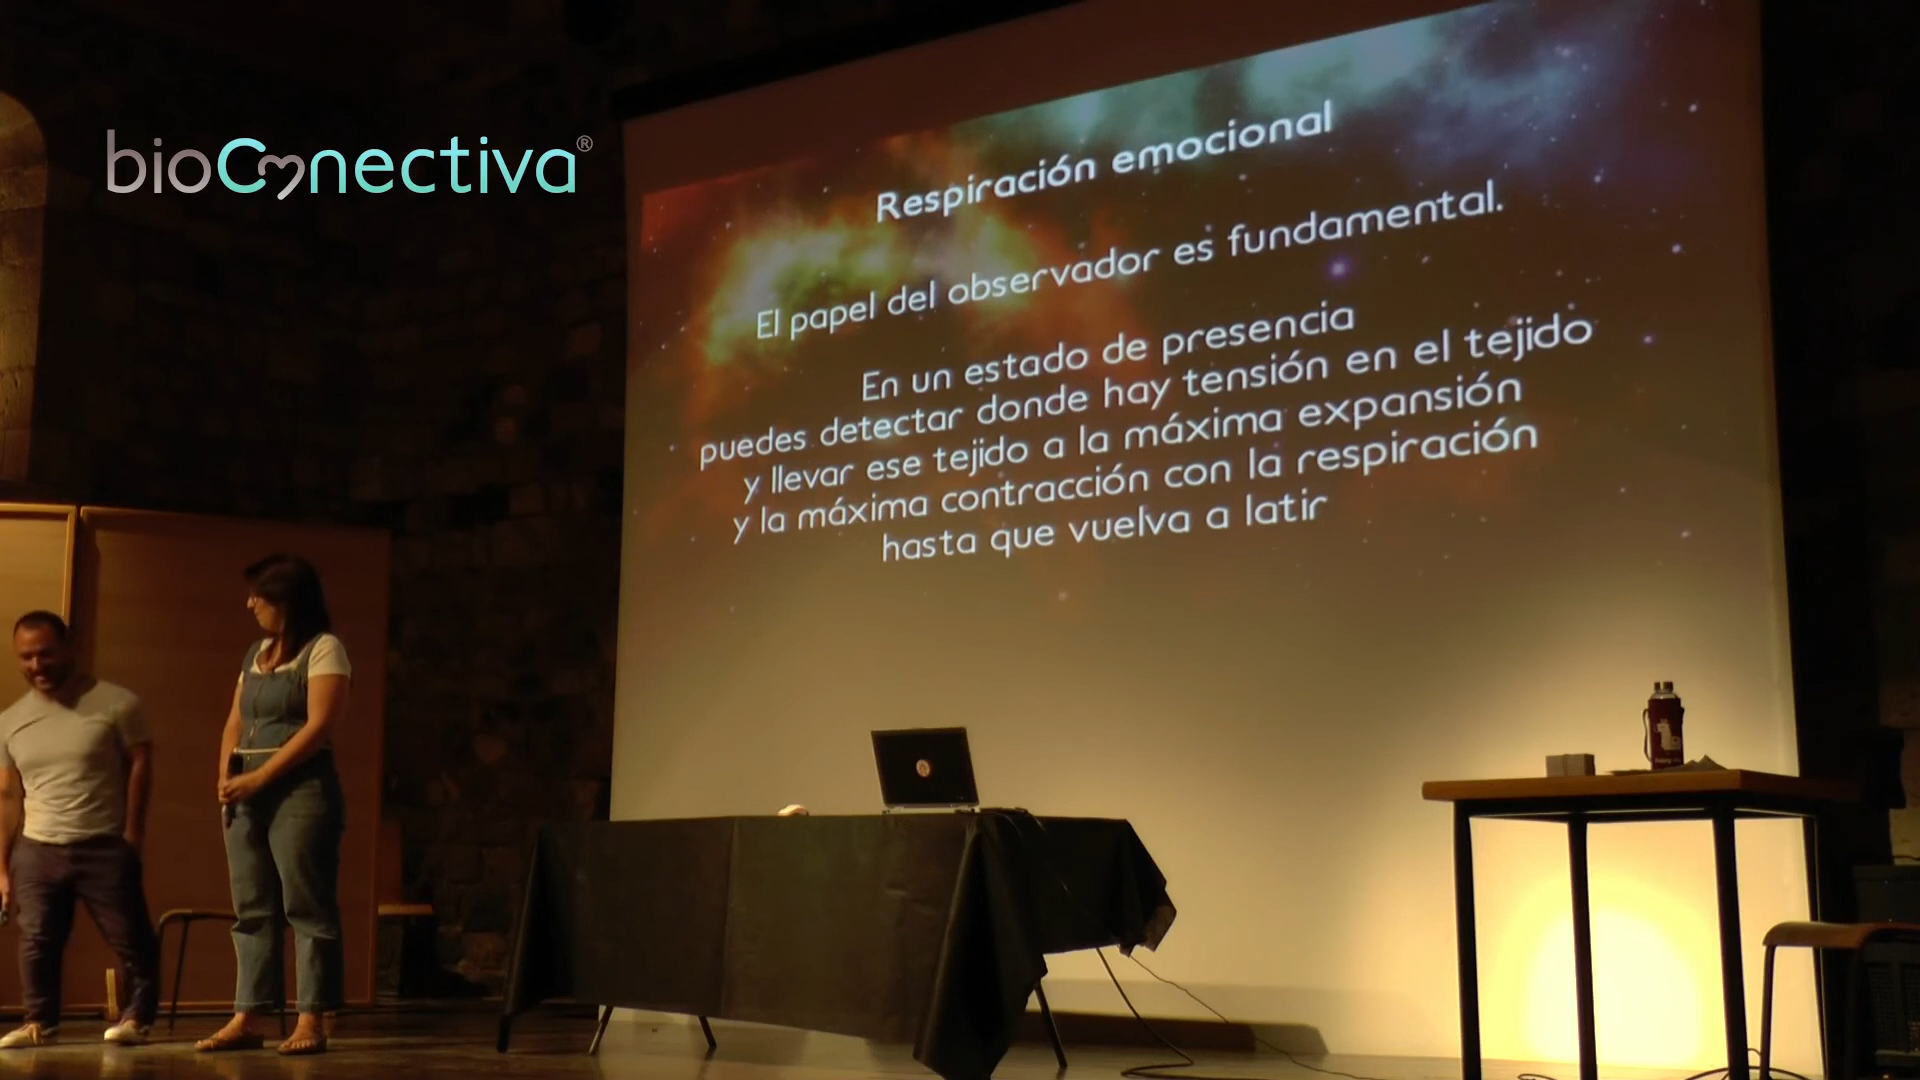 bioConectiva®
Respiración emocional
El papel del observador es fundamental.
En un estado de presencia
puedes detectar donde hay tensión en el tejido
y llevar ese tejido a la máxima expansión
y la máxima contracción con la respiración
hasta que vuelva a latir